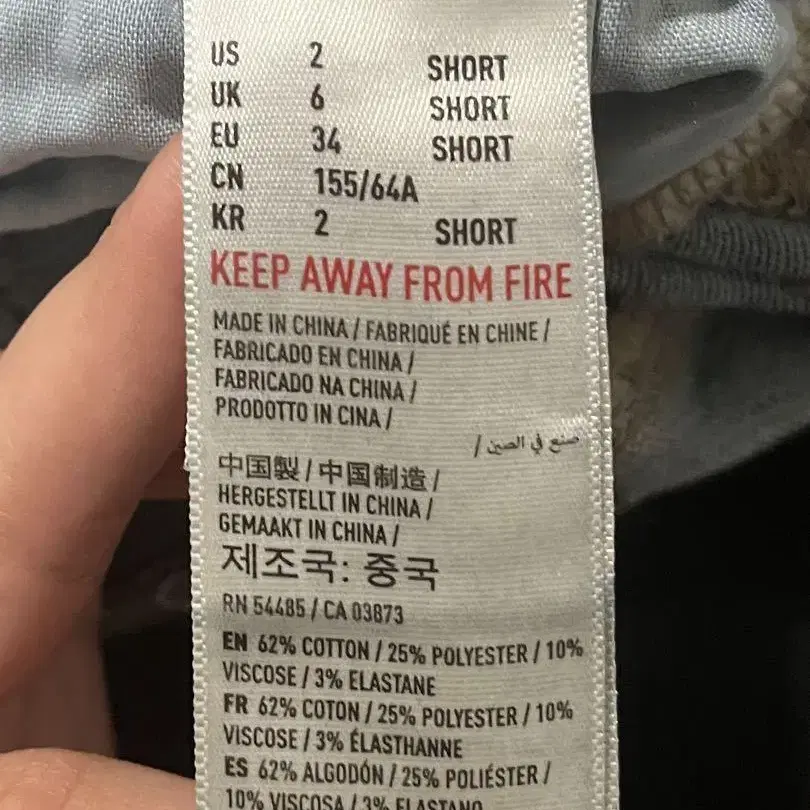 US 2 SHORT
UK 6 SHORT
EU 34 SHORT
CN 155/64A
KR 2 SHORT
KEEP AWAY FROM FIRE
MADE IN CHINA / FABRIQUÉ EN CHINE /
FABRICADO EN CHINA /
FABRICADO NA CHINA /
PRODOTTO IN CINA /
صنع في الصين /
中国製 / 中国制造 /
HERGESTELLT IN CHINA /
GEMAAKT IN CHINA /
제조국: 중국
RN 54485 / CA 03873
EN 62% COTTON / 25% POLYESTER / 10%
VISCOSE / 3% ELASTANE
FR 62% COTON / 25% POLYESTER / 10%
VISCOSE / 3% ÉLASTHANNE
ES 62% ALGODÓN / 25% POLIÉSTER /
10% VISCOSA / 3% ELASTANO